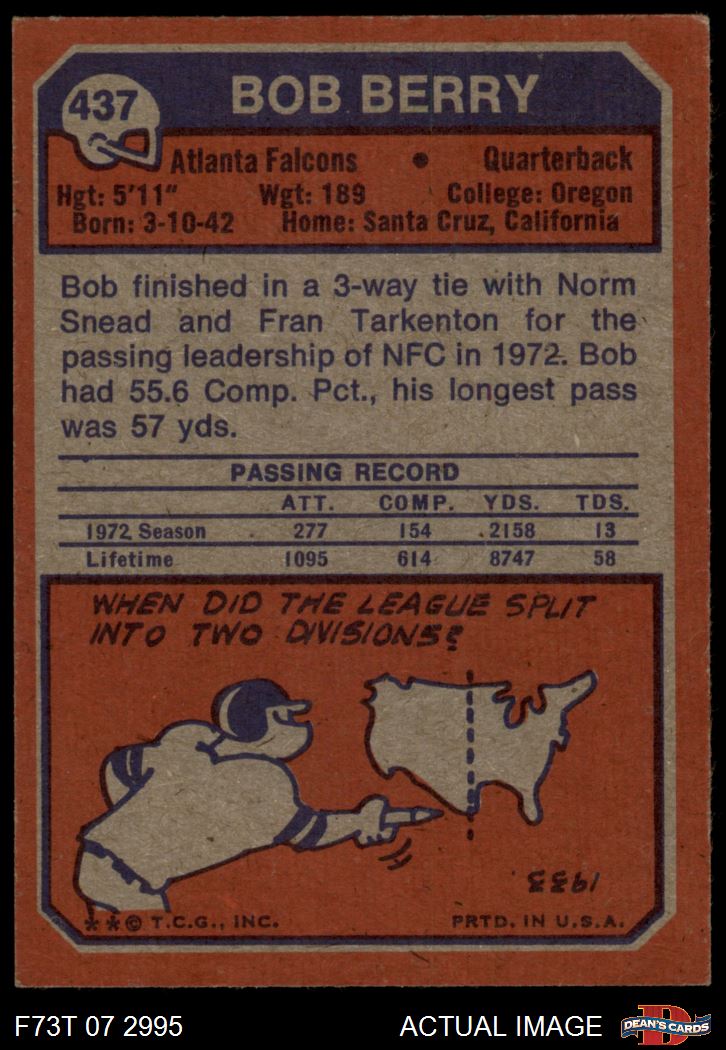 437
BOB BERRY
Atlanta Falcons • Quarterback
Hgt: 5'11" Wgt: 189 College: Oregon
Born: 3-10-42 Home: Santa Cruz, California
Bob finished in a 3-way tie with Norm
Snead and Fran Tarkenton for the
passing leadership of NFC in 1972. Bob
had 55.6 Comp. Pct., his longest pass
was 57 yds.
PASSING RECORD
ATT. COMP. YDS. TDS.
1972 Season 277 154 2158 13
Lifetime 1095 614 8747 58
WHEN DID THE LEAGUE SPLIT
INTO TWO DIVISIONS?
1933
**© T.C.G., INC. PRTD. IN U.S.A.
F73T 07 2995 ACTUAL IMAGE
D
DEAN'S CARDS